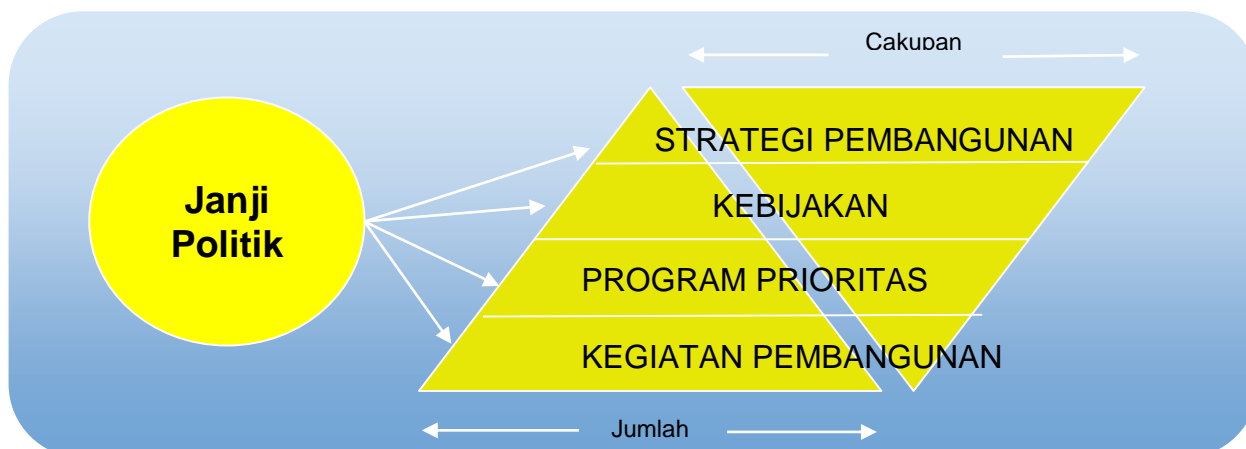 Cakupan
STRATEGI PEMBANGUNAN
Janji
Politik
KEBIJAKAN
PROGRAM PRIORITAS
KEGIATAN PEMBANGUNAN
Jumlah